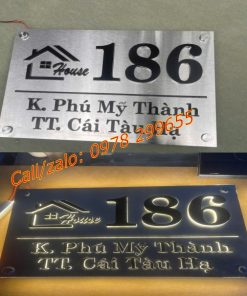 House 186
K. Phú Mỹ Thành
TT. Cái Tàu Hạ
Call/zalo: 0978 299655
House 186
K. Phú Mỹ Thành
TT. Cái Tàu Hạ